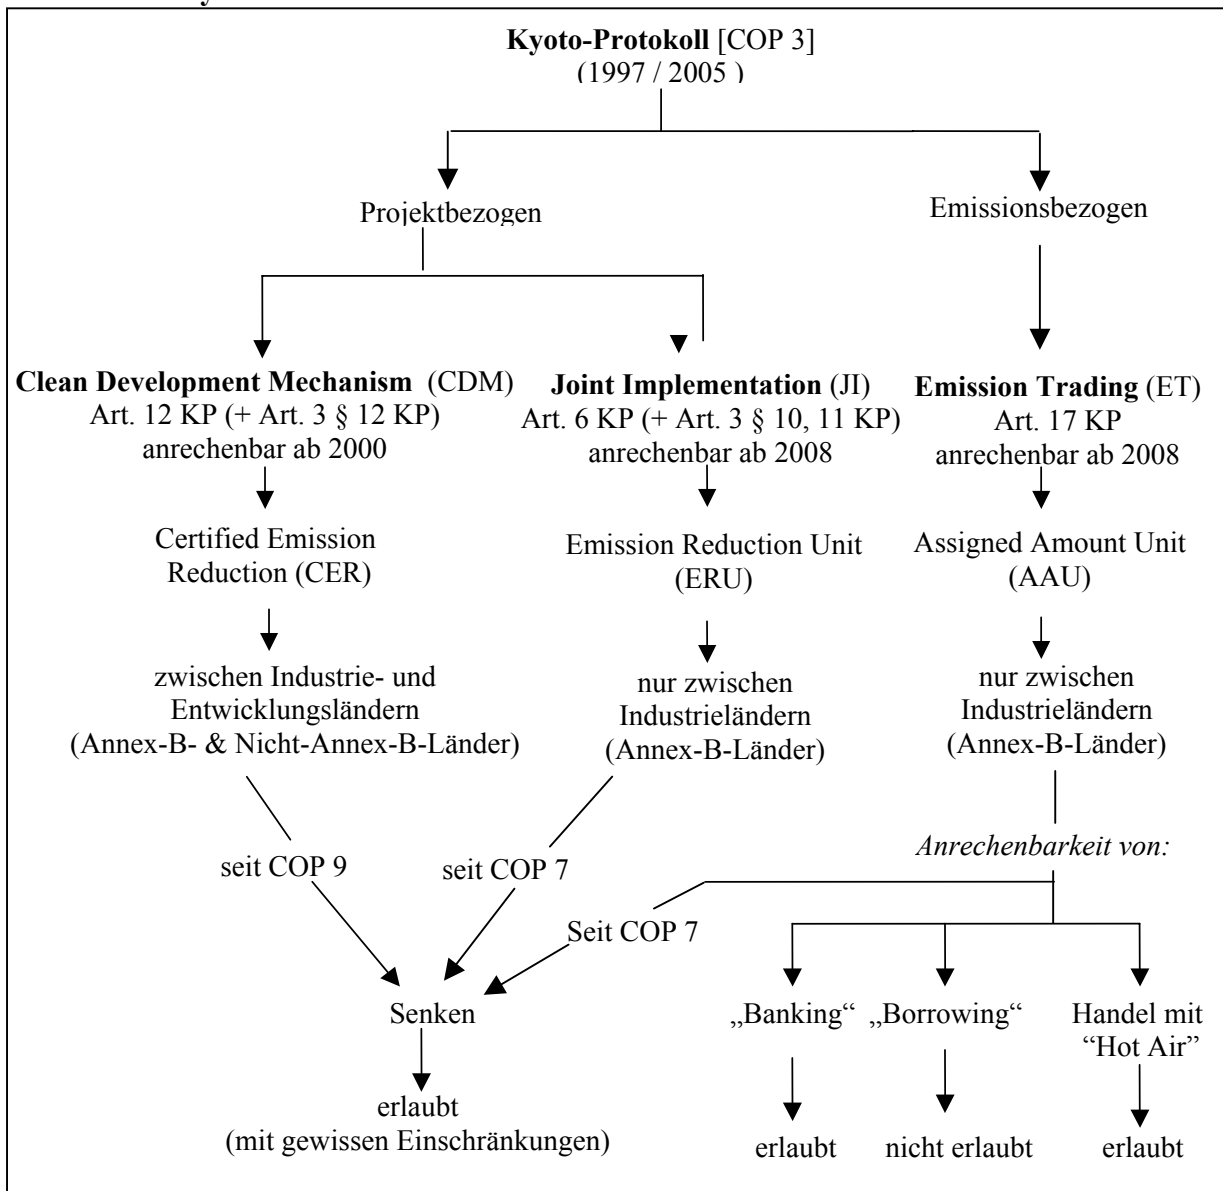 Kyoto-Protokoll [COP 3]
(1997 / 2005 )
Projektbezogen
Emissionsbezogen
Clean Development Mechanism (CDM)
Art. 12 KP (+ Art. 3 § 12 KP)
anrechenbar ab 2000
Joint Implementation (JI)
Art. 6 KP (+ Art. 3 § 10, 11 KP)
anrechenbar ab 2008
Emission Trading (ET)
Art. 17 KP
anrechenbar ab 2008
Certified Emission
Reduction (CER)
Emission Reduction Unit
(ERU)
Assigned Amount Unit
(AAU)
zwischen Industrie- und
Entwicklungsländern
(Annex-B- & Nicht-Annex-B-Länder)
nur zwischen
Industrieländern
(Annex-B-Länder)
nur zwischen
Industrieländern
(Annex-B-Länder)
Anrechenbarkeit von:
seit COP 9
seit COP 7
Seit COP 7
Senken
„Banking“
„Borrowing“
Handel mit
“Hot Air”
erlaubt
(mit gewissen Einschränkungen)
erlaubt
nicht erlaubt
erlaubt